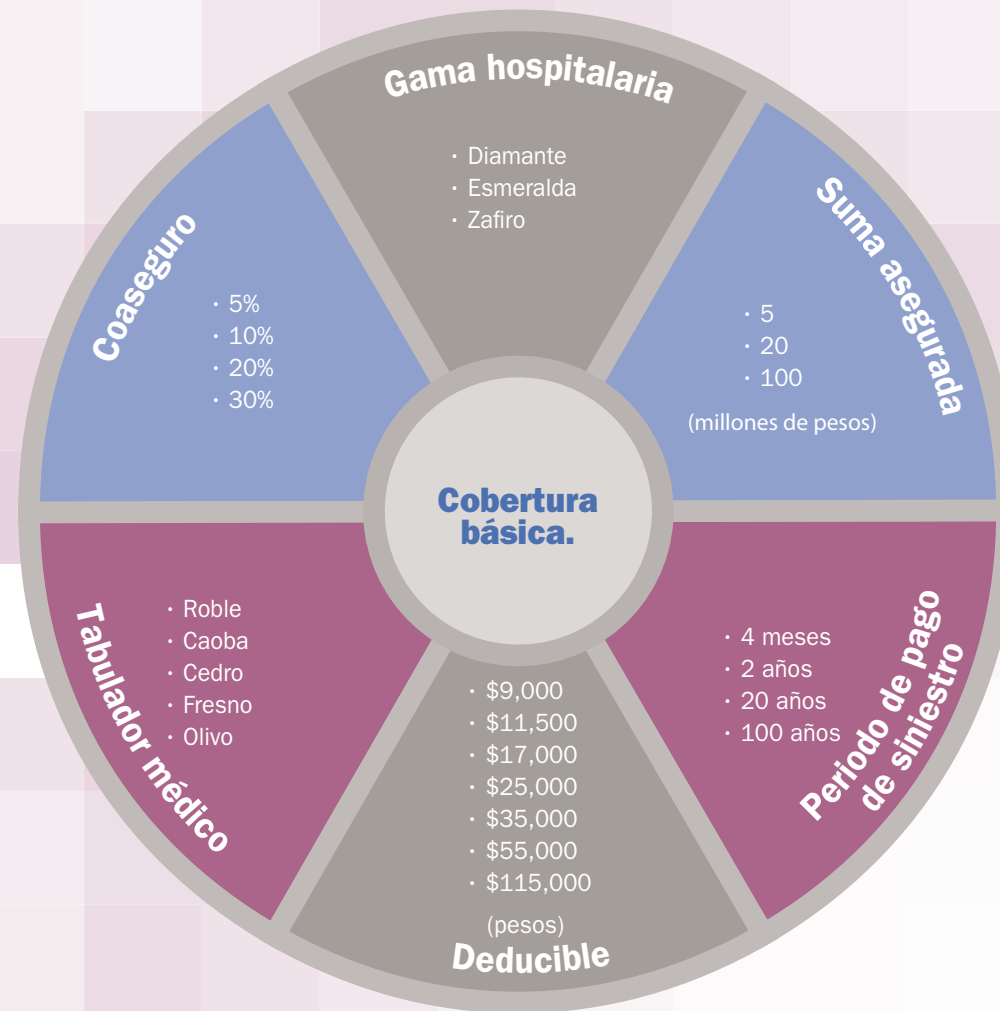 Gama hospitalaria
· Diamante
· Esmeralda
· Zafiro
Suma asegurada
· 5
· 20
· 100
(millones de pesos)
Periodo de pago
de siniestro
· 4 meses
· 2 años
· 20 años
· 100 años
· $9,000
· $11,500
· $17,000
· $25,000
· $35,000
· $55,000
· $115,000
(pesos)
Deducible
Tabulador médico
· Roble
· Caoba
· Cedro
· Fresno
· Olivo
Coaseguro
· 5%
· 10%
· 20%
· 30%
Cobertura
básica.